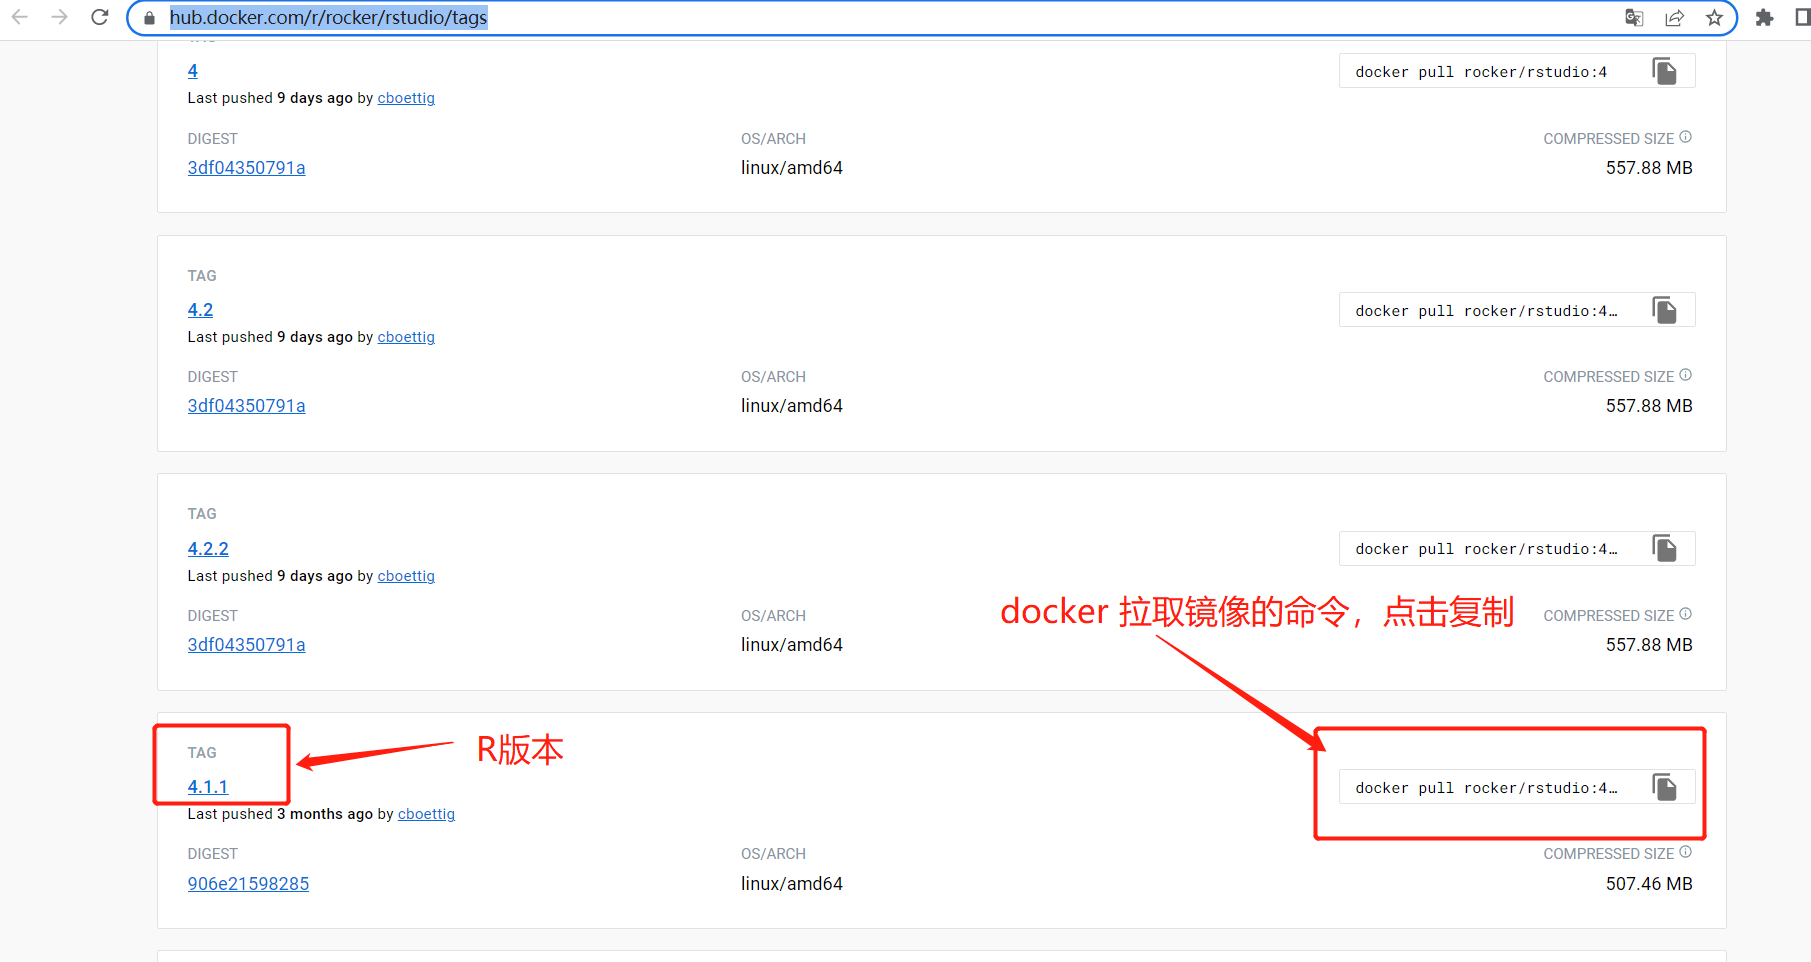 hub.docker.com/r/rocker/rstudio/tags
4
docker pull rocker/rstudio:4
Last pushed 9 days ago by cboettig
DIGEST
OS/ARCH
COMPRESSED SIZE
3df04350791a
linux/amd64
557.88 MB
TAG
4.2
docker pull rocker/rstudio:4…
Last pushed 9 days ago by cboettig
DIGEST
OS/ARCH
COMPRESSED SIZE
3df04350791a
linux/amd64
557.88 MB
TAG
4.2.2
docker pull rocker/rstudio:4…
Last pushed 9 days ago by cboettig
docker 拉取镜像的命令，点击复制
DIGEST
OS/ARCH
COMPRESSED SIZE
3df04350791a
linux/amd64
557.88 MB
TAG
R版本
4.1.1
docker pull rocker/rstudio:4…
Last pushed 3 months ago by cboettig
DIGEST
OS/ARCH
COMPRESSED SIZE
906e21598285
linux/amd64
507.46 MB